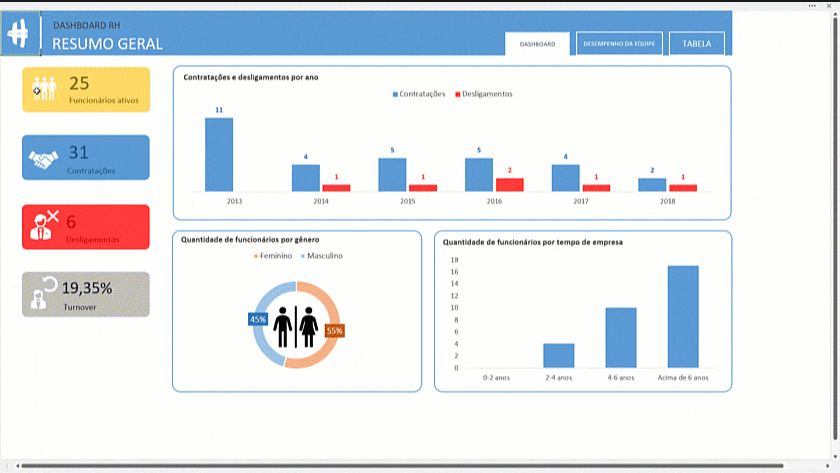 DASHBOARD RH
RESUMO GERAL
DASHBOARD
DESEMPENHO DA EQUIPE
TABELA
25
Funcionários ativos
31
Contratações
6
Desligamentos
19,35%
Turnover
Contratações e desligamentos por ano
Contratações Desligamentos
11
4 1
5 1
5 2
4 1
2 1
2013 2014 2015 2016 2017 2018
Quantidade de funcionários por gênero
Feminino Masculino
45%
55%
Quantidade de funcionários por tempo de empresa
18
16
14
12
10
8
6
4
2
0
0-2 anos 2-4 anos 4-6 anos Acima de 6 anos